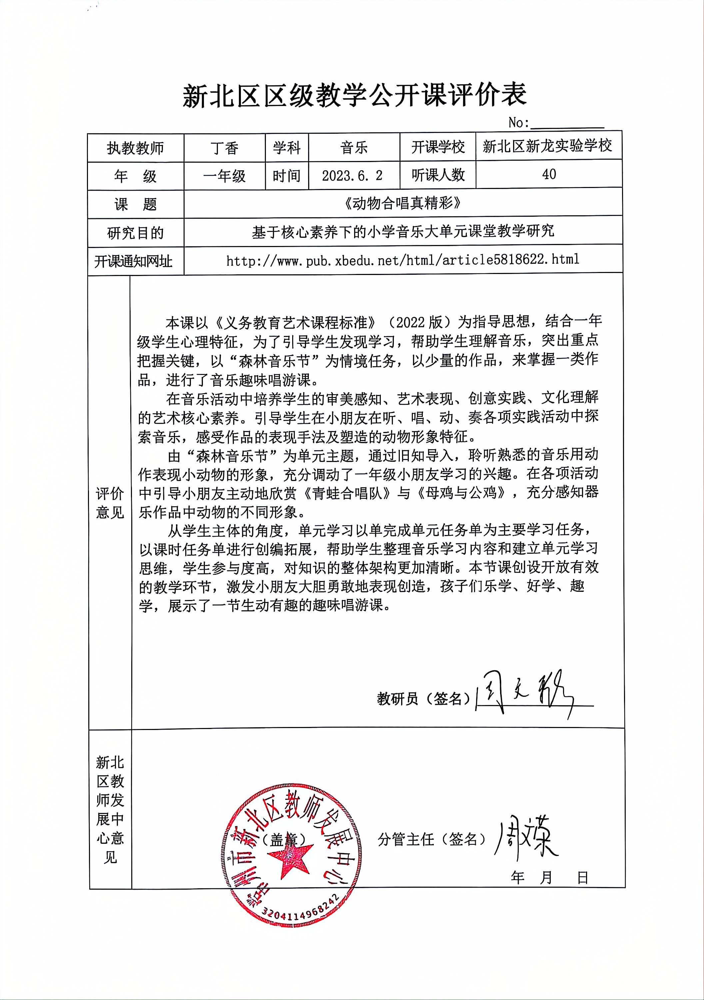 新北区区级教学公开课评价表
No:
执教教师 丁香 学科 音乐 开课学校 新北区新龙实验学校
年 级 一年级 时间 2023.6.2 听课人数 40
课 题 《动物合唱真精彩》
研究目的 基于核心素养下的小学音乐大单元课堂教学研究
开课通知网址 http://www.pub.xbedu.net/html/article5818622.html
评价
意见
本课以《义务教育艺术课程标准》（2022 版）为指导思想，结合一年
级学生心理特征，为了引导学生发现学习，帮助学生理解音乐，突出重点
把握关键，以“森林音乐节”为情境任务，以少量的作品，来掌握一类作
品，进行了音乐趣味唱游课。
在音乐活动中培养学生的审美感知、艺术表现、创意实践、文化理解
的艺术核心素养。引导学生在小朋友在听、唱、动、奏各项实践活动中探
索音乐，感受作品的表现手法及塑造的动物形象特征。
由“森林音乐节”为单元主题，通过旧知导入，聆听熟悉的音乐用动
作表现小动物的形象，充分调动了一年级小朋友学习的兴趣。在各项活动
中引导小朋友主动地欣赏《青蛙合唱队》与《母鸡与公鸡》，充分感知器
乐作品中动物的不同形象。
从学生主体的角度，单元学习以单完成单元任务单为主要学习任务，
以课时任务单进行创编拓展，帮助学生整理音乐学习内容和建立单元学习
思维，学生参与度高，对知识的整体架构更加清晰。本节课创设开放有效
的教学环节，激发小朋友大胆勇敢地表现创造，孩子们乐学、好学、趣
学，展示了一节生动有趣的趣味唱游课。
教研员（签名）周文
新北
区教
师发
展中
心意
见
常州市新北区教师发展中心
（盖章）
3204114968242
分管主任（签名）周文荣
年 月 日